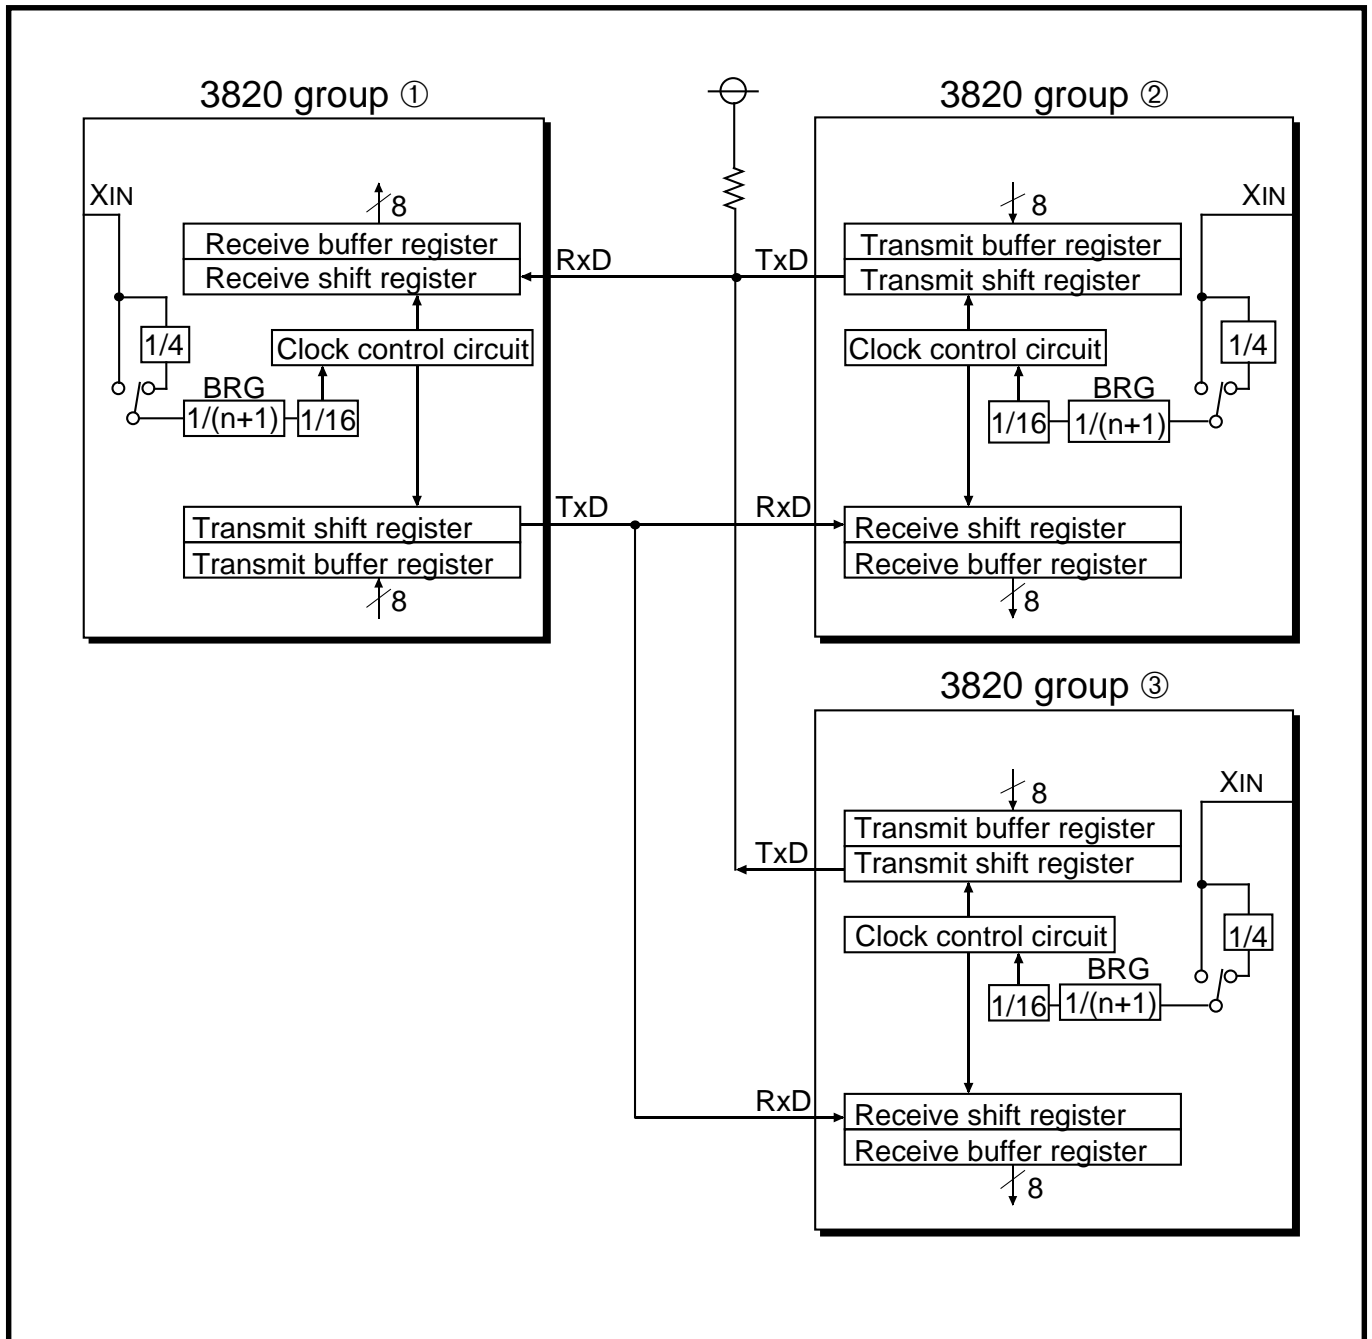 3820 group ①
XIN
8
Receive buffer register
Receive shift register
RxD
1/4
Clock control circuit
BRG
1/(n+1)
1/16
TxD
Transmit shift register
Transmit buffer register
8
3820 group ②
XIN
8
Transmit buffer register
TxD
Transmit shift register
1/4
Clock control circuit
BRG
1/16
1/(n+1)
RxD
Receive shift register
Receive buffer register
8
3820 group ③
XIN
8
Transmit buffer register
TxD
Transmit shift register
Clock control circuit
1/4
BRG
1/16
1/(n+1)
RxD
Receive shift register
Receive buffer register
8